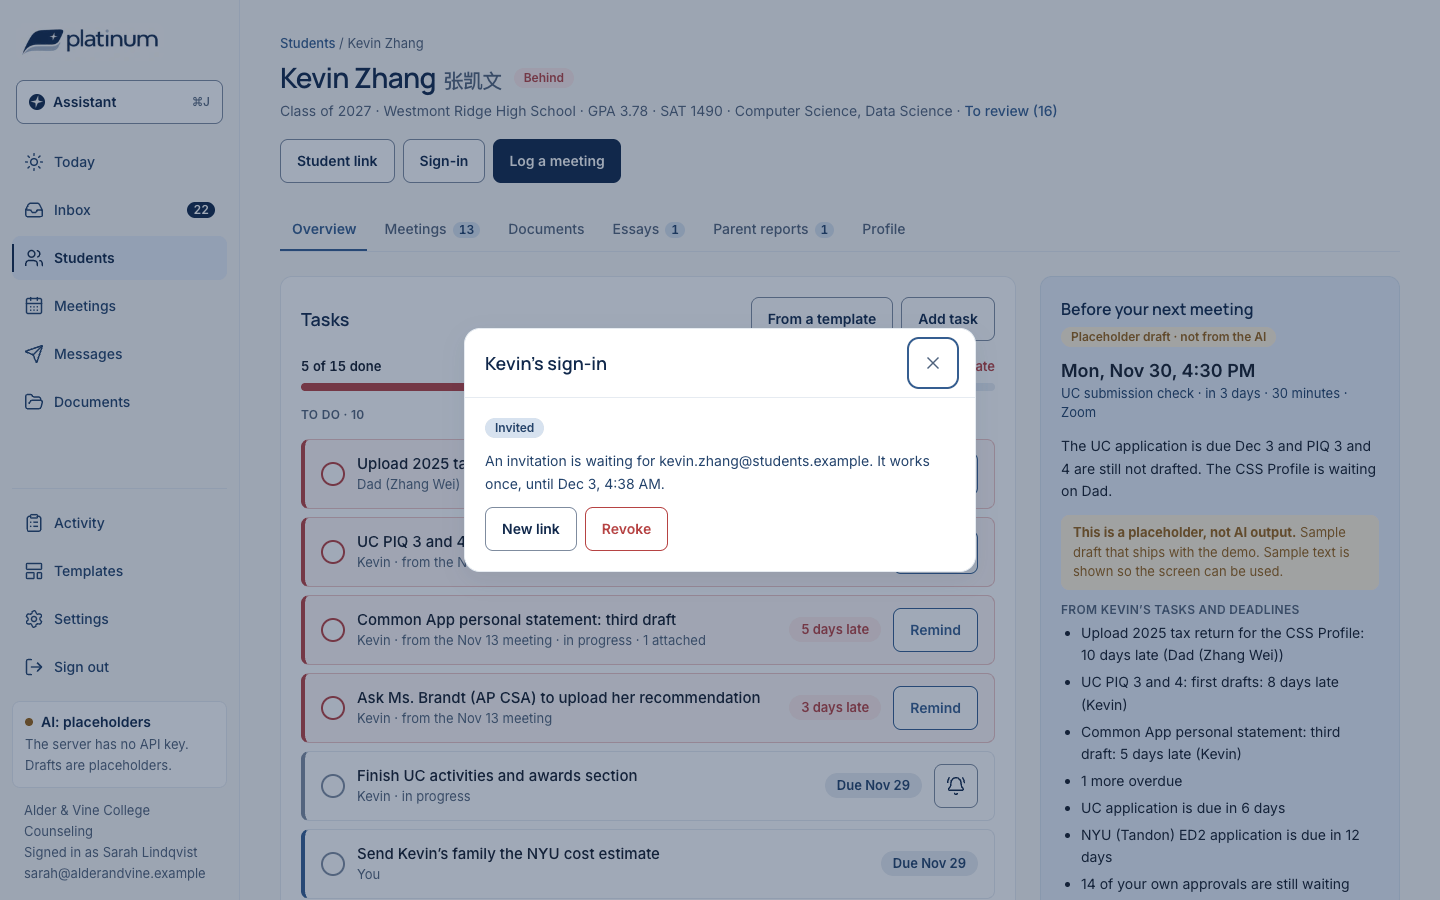 platinum
Assistant ⌘J
Today
Inbox 22
Students
Meetings
Messages
Documents
Activity
Templates
Settings
Sign out
AI: placeholders
The server has no API key.
Drafts are placeholders.
Alder & Vine College
Counseling
Signed in as Sarah Lindqvist
sarah@alderandvine.example
Students / Kevin Zhang
Kevin Zhang 张凯文 Behind
Class of 2027 · Westmont Ridge High School · GPA 3.78 · SAT 1490 · Computer Science, Data Science · To review (16)
Student link Sign-in Log a meeting
Overview Meetings 13 Documents Essays 1 Parent reports 1 Profile
Tasks From a template Add task
5 of 15 done
TO DO · 10
Upload 2025
Dad (Zhang Wei)
UC PIQ 3 and 4
Kevin · from the
Common App personal statement: third draft
Kevin · from the Nov 13 meeting · in progress · 1 attached
5 days late Remind
Ask Ms. Brandt (AP CSA) to upload her recommendation
Kevin · from the Nov 13 meeting
3 days late Remind
Finish UC activities and awards section
Kevin · in progress
Due Nov 29
Send Kevin’s family the NYU cost estimate
You
Due Nov 29
Kevin’s sign-in
Invited
An invitation is waiting for kevin.zhang@students.example. It works
once, until Dec 3, 4:38 AM.
New link Revoke
Before your next meeting
Placeholder draft · not from the AI
Mon, Nov 30, 4:30 PM
UC submission check · in 3 days · 30 minutes ·
Zoom
The UC application is due Dec 3 and PIQ 3 and
4 are still not drafted. The CSS Profile is waiting
on Dad.
This is a placeholder, not AI output. Sample
draft that ships with the demo. Sample text is
shown so the screen can be used.
FROM KEVIN’S TASKS AND DEADLINES
• Upload 2025 tax return for the CSS Profile:
10 days late (Dad (Zhang Wei))
• UC PIQ 3 and 4: first drafts: 8 days late
(Kevin)
• Common App personal statement: third
draft: 5 days late (Kevin)
• 1 more overdue
• UC application is due in 6 days
• NYU (Tandon) ED2 application is due in 12
days
• 14 of your own approvals are still waiting